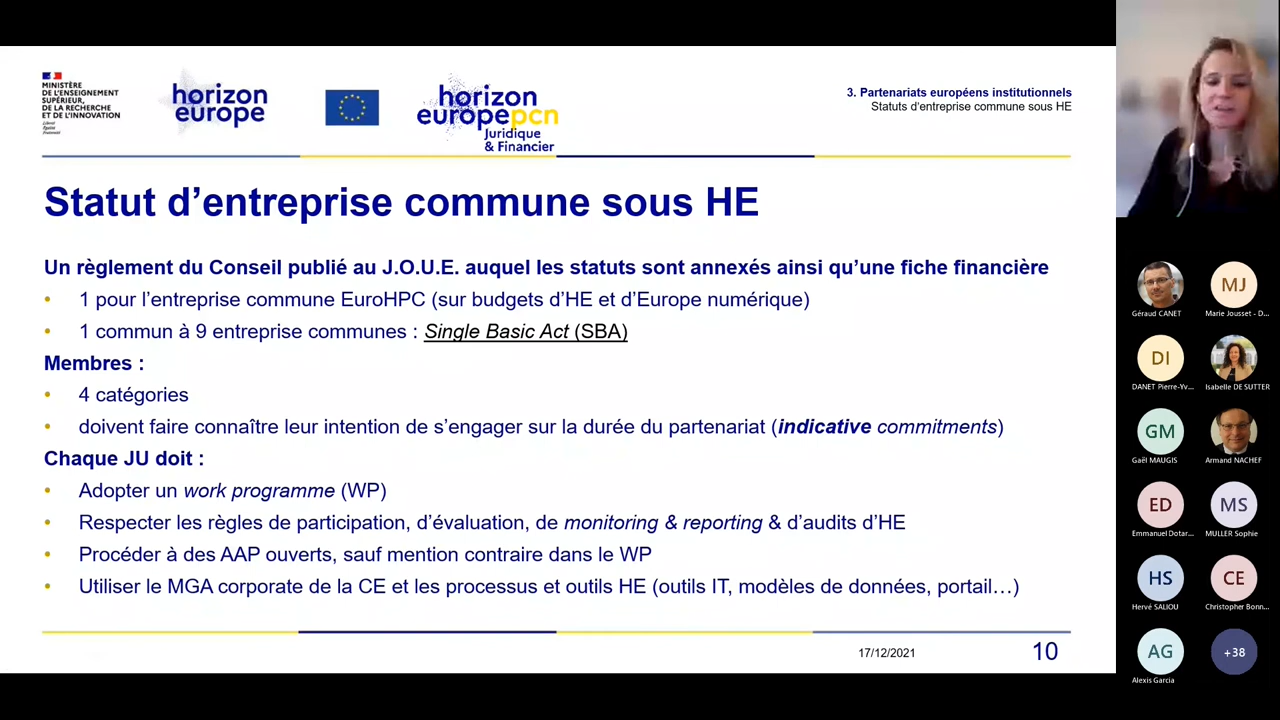 MINISTÈRE
DE L'ENSEIGNEMENT
SUPÉRIEUR,
DE LA RECHERCHE
ET DE L'INNOVATION
Liberté
Égalité
Fraternité
horizon
europe
horizon
europepcn
Juridique
& Financier
3. Partenariats européens institutionnels
Statuts d'entreprise commune sous HE
Statut d'entreprise commune sous HE
Un règlement du Conseil publié au J.O.U.E. auquel les statuts sont annexés ainsi qu'une fiche financière
• 1 pour l'entreprise commune EuroHPC (sur budgets d'HE et d'Europe numérique)
• 1 commun à 9 entreprise communes : Single Basic Act (SBA)
Membres :
• 4 catégories
• doivent faire connaître leur intention de s'engager sur la durée du partenariat (indicative commitments)
Chaque JU doit :
• Adopter un work programme (WP)
• Respecter les règles de participation, d'évaluation, de monitoring & reporting & d'audits d'HE
• Procéder à des AAP ouverts, sauf mention contraire dans le WP
• Utiliser le MGA corporate de la CE et les processus et outils HE (outils IT, modèles de données, portail…)
17/12/2021
10
Géraud CANET
MJ
Marie Jousset - D...
DI
DANET Pierre-Yv...
Isabelle DE SUTTER
GM
Gaël MAUGIS
Armand NACHEF
ED
Emmanuel Dotar...
MS
MULLER Sophie
HS
Hervé SALIOU
CE
Christopher Bonn...
AG
Alexis Garcia
+38